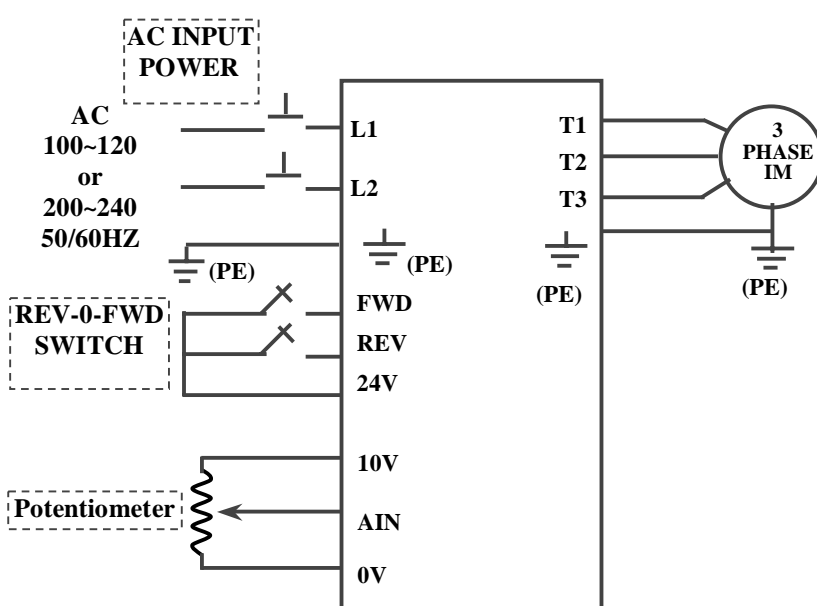 AC INPUT
POWER
AC
100~120
or
200~240
50/60HZ
L1
L2
(PE)
(PE)
T1
T2
T3
3
PHASE
IM
(PE)
(PE)
REV-0-FWD
SWITCH
FWD
REV
24V
Potentiometer
10V
AIN
0V